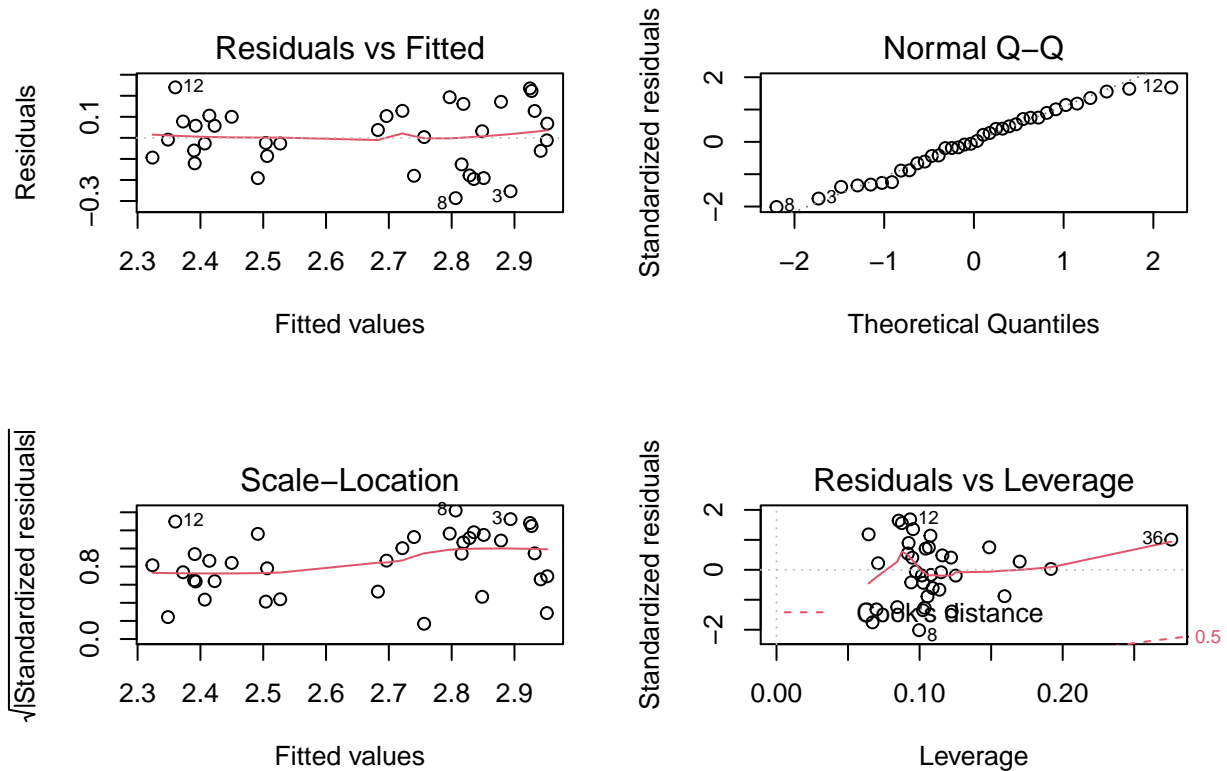 Residuals vs Fitted
Residuals
0.1
−0.3
12
8
3
2.3 2.4 2.5 2.6 2.7 2.8 2.9
Fitted values
Normal Q−Q
Standardized residuals
2
0
−2
12
3
8
−2 −1 0 1 2
Theoretical Quantiles
Scale−Location
√|Standardized residuals|
0.8
0.0
12
8
3
2.3 2.4 2.5 2.6 2.7 2.8 2.9
Fitted values
Residuals vs Leverage
Standardized residuals
2
0
−2
12
36
Cook's distance
8
0.5
0.00 0.10 0.20
Leverage